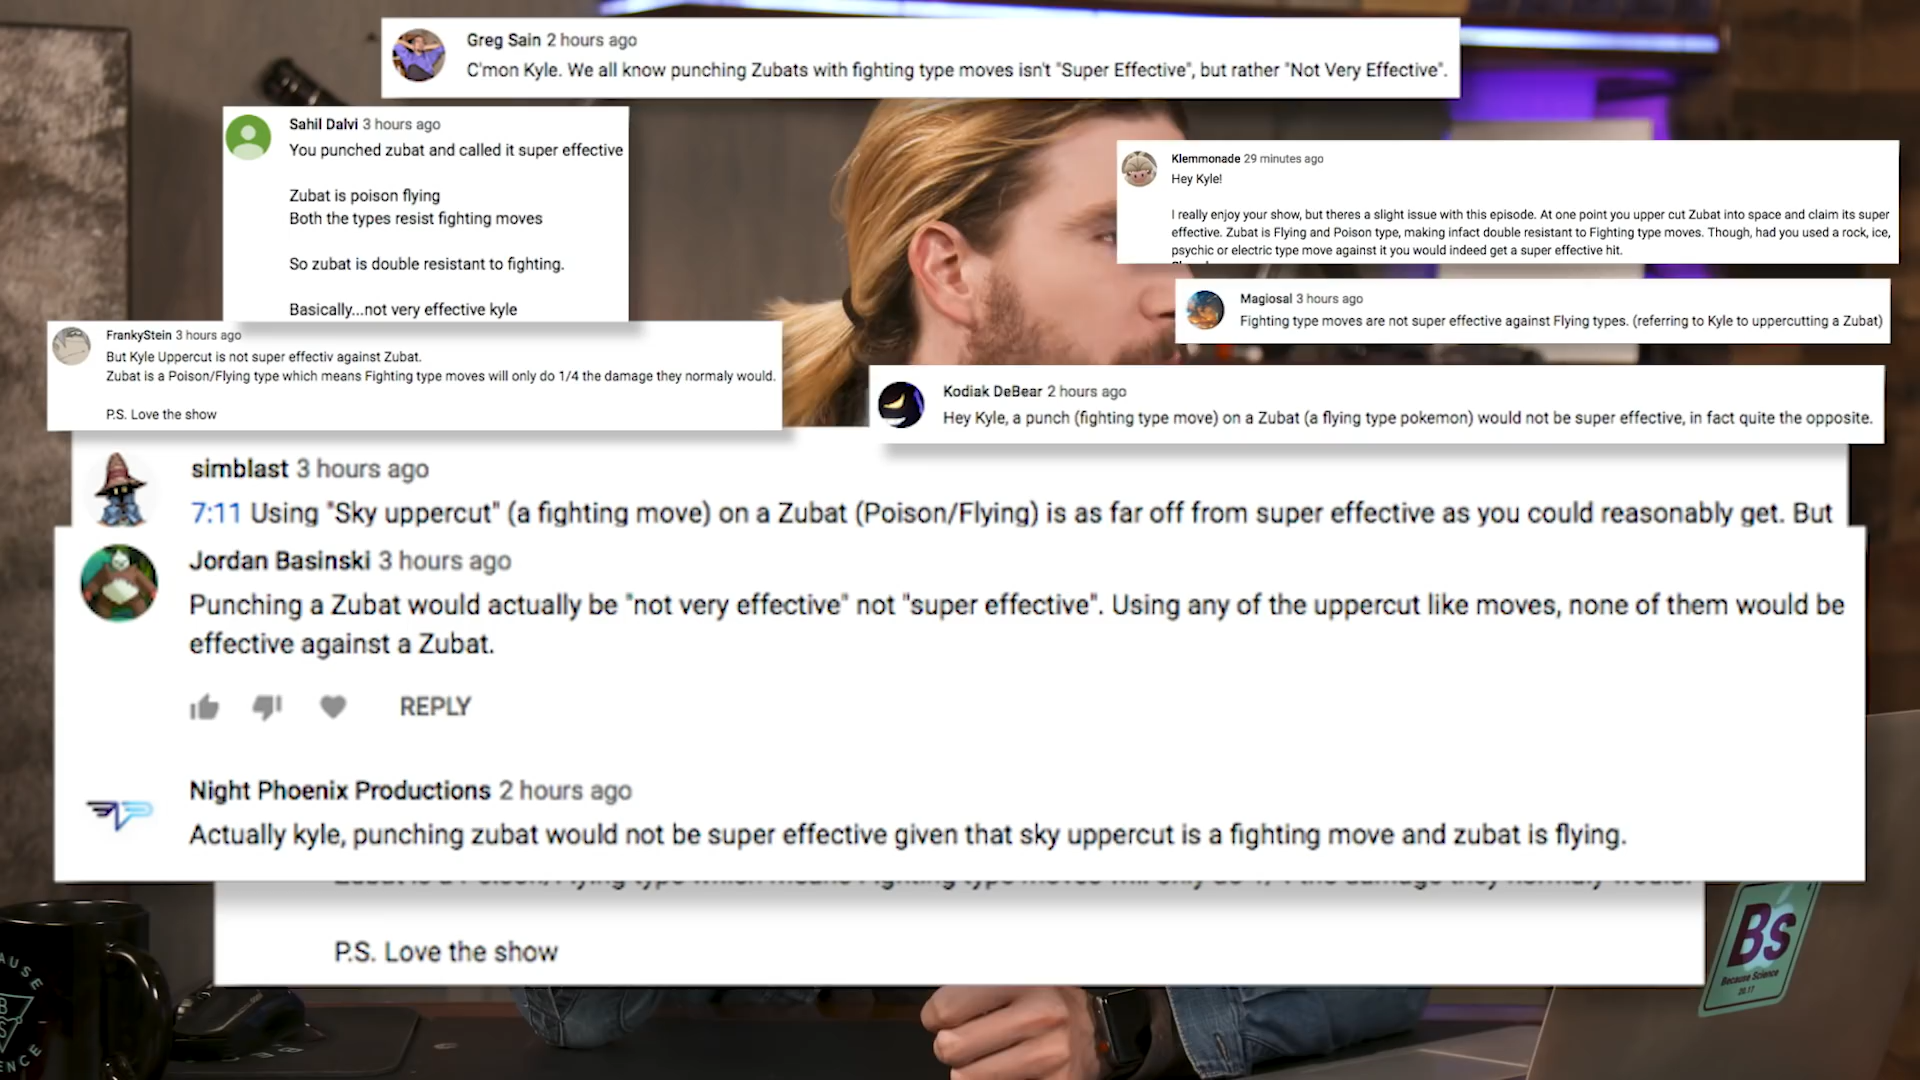 Greg Sain 2 hours ago
C'mon Kyle. We all know punching Zubats with fighting type moves isn't "Super Effective", but rather "Not Very Effective".
Sahil Dalvi 3 hours ago
You punched zubat and called it super effective
Zubat is poison flying
Both the types resist fighting moves
So zubat is double resistant to fighting.
Basically...not very effective kyle
Klemmonade 29 minutes ago
Hey Kyle!
I really enjoy your show, but theres a slight issue with this episode. At one point you upper cut Zubat into space and claim its super
effective. Zubat is Flying and Poison type, making infact double resistant to Fighting type moves. Though, had you used a rock, ice,
psychic or electric type move against it you would indeed get a super effective hit.
Magiosal 3 hours ago
Fighting type moves are not super effective against Flying types. (referring to Kyle to uppercutting a Zubat)
FrankyStein 3 hours ago
But Kyle Uppercut is not super effectiv against Zubat.
Zubat is a Poison/Flying type which means Fighting type moves will only do 1/4 the damage they normaly would.
P.S. Love the show
Kodiak DeBear 2 hours ago
Hey Kyle, a punch (fighting type move) on a Zubat (a flying type pokemon) would not be super effective, in fact quite the opposite.
simblast 3 hours ago
7:11 Using "Sky uppercut" (a fighting move) on a Zubat (Poison/Flying) is as far off from super effective as you could reasonably get. But
Jordan Basinski 3 hours ago
Punching a Zubat would actually be "not very effective" not "super effective". Using any of the uppercut like moves, none of them would be
effective against a Zubat.
REPLY
Night Phoenix Productions 2 hours ago
Actually kyle, punching zubat would not be super effective given that sky uppercut is a fighting move and zubat is flying.
P.S. Love the show
Bs
Because Science
20.17